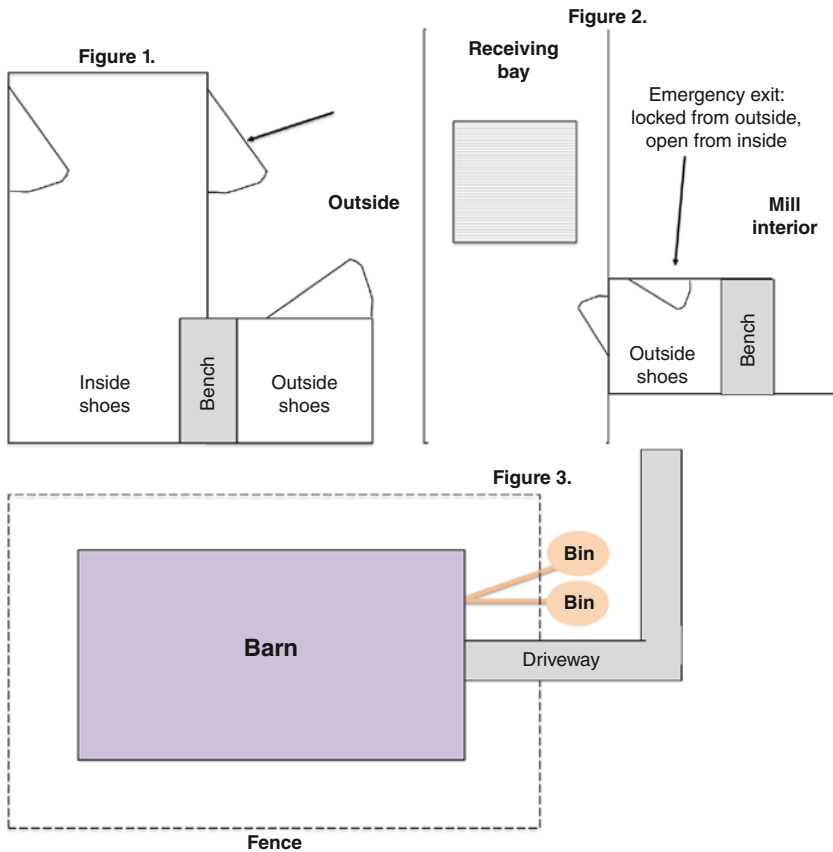 Figure 1.
Outside
Inside
shoes
Bench
Outside
shoes
Figure 2.
Receiving
bay
Emergency exit:
locked from outside,
open from inside
Mill
interior
Outside
shoes
Bench
Figure 3.
Bin
Bin
Barn
Driveway
Fence